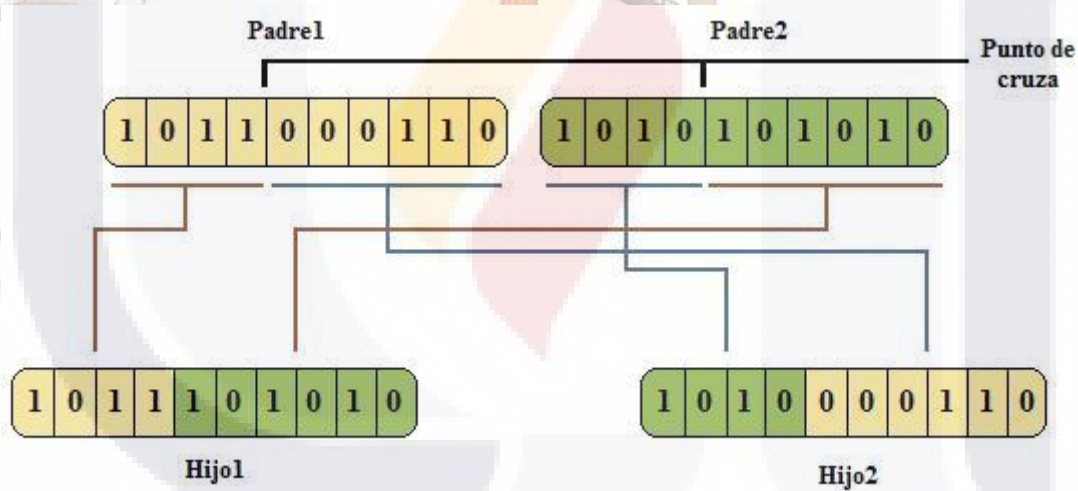 Padre1
Padre2
Punto de
cruza
1 0 1 1 0 0 0 1 1 0
1 0 1 0 1 0 1 0 1 0
1 0 1 1 1 0 1 0 1 0
1 0 1 0 0 0 0 1 1 0
Hijo1
Hijo2